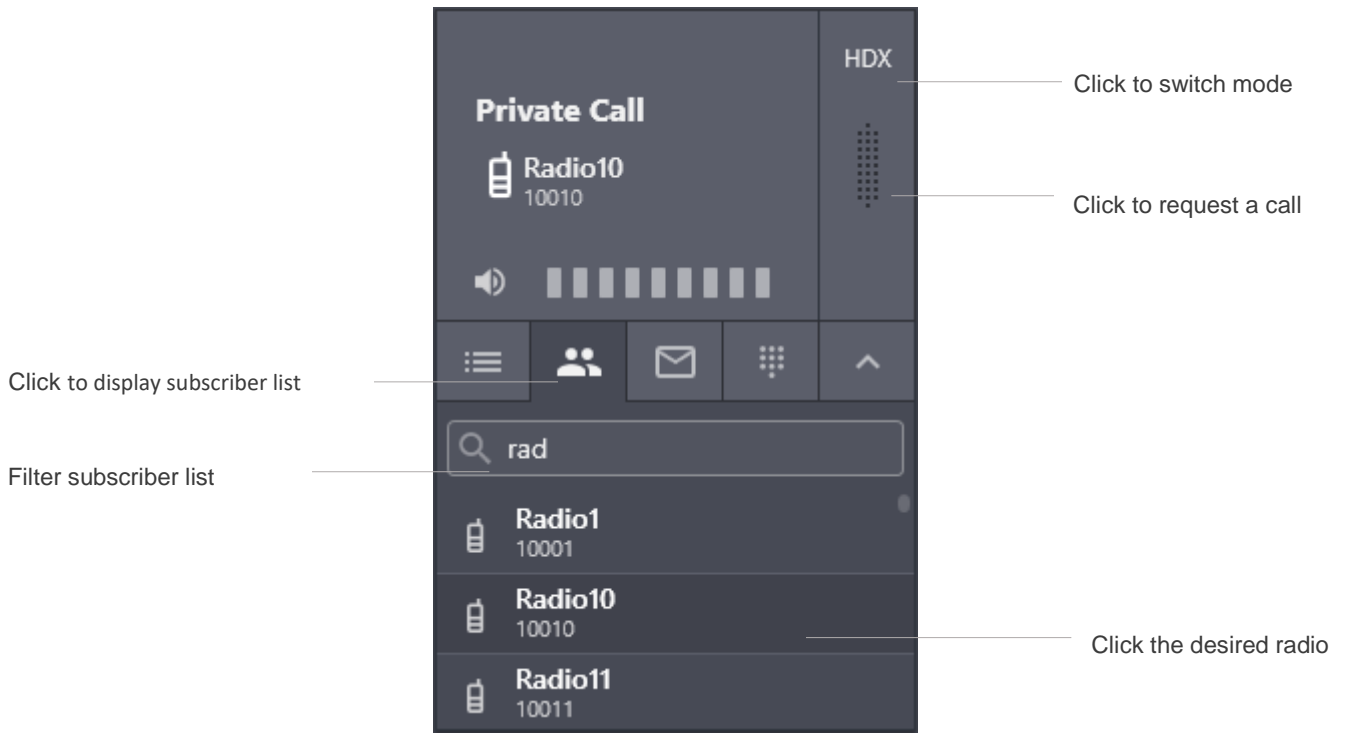 HDX
Click to switch mode
Private Call
Radio10
10010
Click to request a call
Click to display subscriber list
rad
Filter subscriber list
Radio1
10001
Radio10
10010
Click the desired radio
Radio11
10011